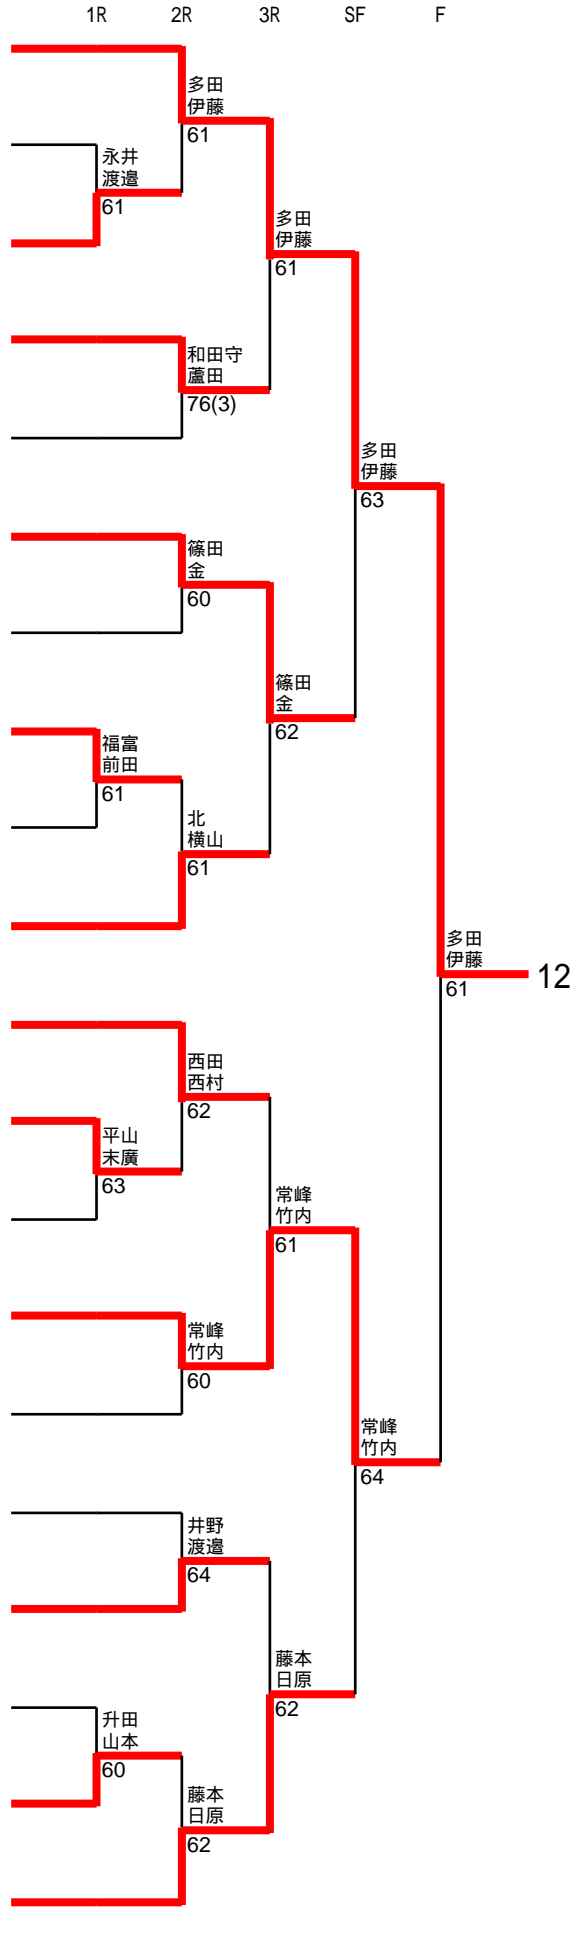 1R 2R 3R SF F
多田
伊藤
61
永井
渡邉
61
多田
伊藤
61
和田守
蘆田
76(3)
多田
伊藤
63
篠田
金
60
篠田
金
62
福富
前田
61
北
横山
61
多田
伊藤
61
12
西田
西村
62
平山
末廣
63
常峰
竹内
61
常峰
竹内
60
常峰
竹内
64
井野
渡邉
64
藤本
日原
62
升田
山本
60
藤本
日原
62